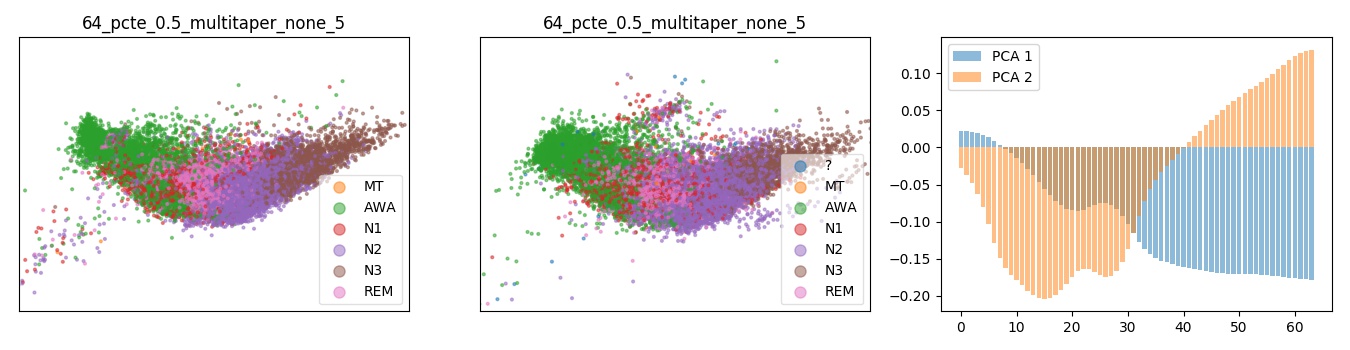 64_pcte_0.5_multitaper_none_5
MT
AWA
N1
N2
N3
REM
64_pcte_0.5_multitaper_none_5
?
MT
AWA
N1
N2
N3
REM
PCA 1
PCA 2
0.10
0.05
0.00
−0.05
−0.10
−0.15
−0.20
0 10 20 30 40 50 60